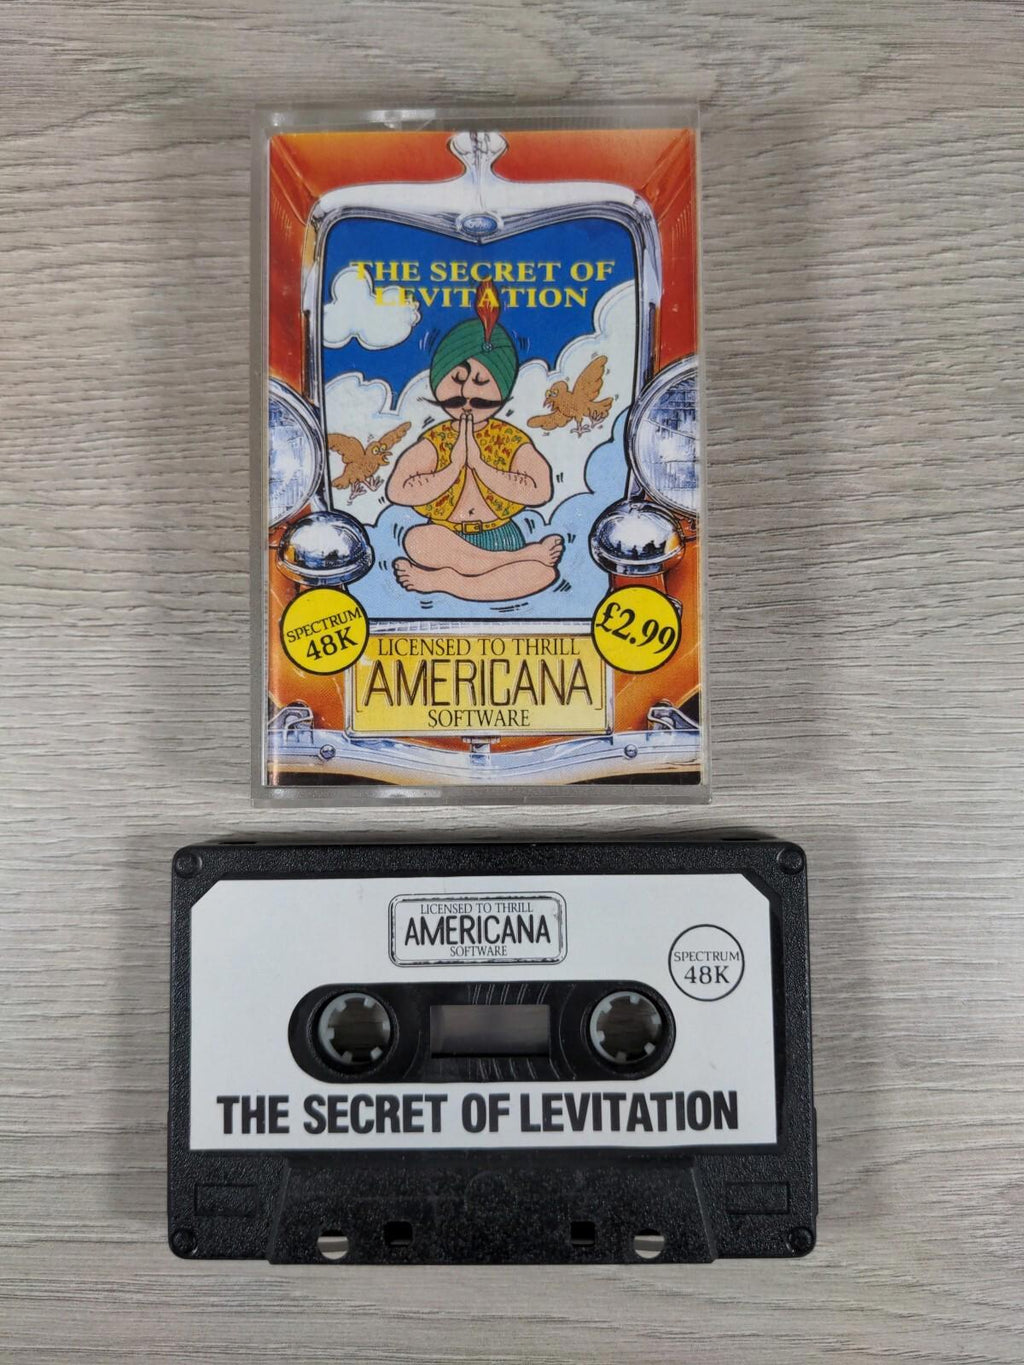 THE SECRET OF
LEVITATION
SPECTRUM
48K
£2.99
LICENSED TO THRILL
AMERICANA
SOFTWARE
LICENSED TO THRILL
AMERICANA
SOFTWARE
SPECTRUM
48K
THE SECRET OF LEVITATION